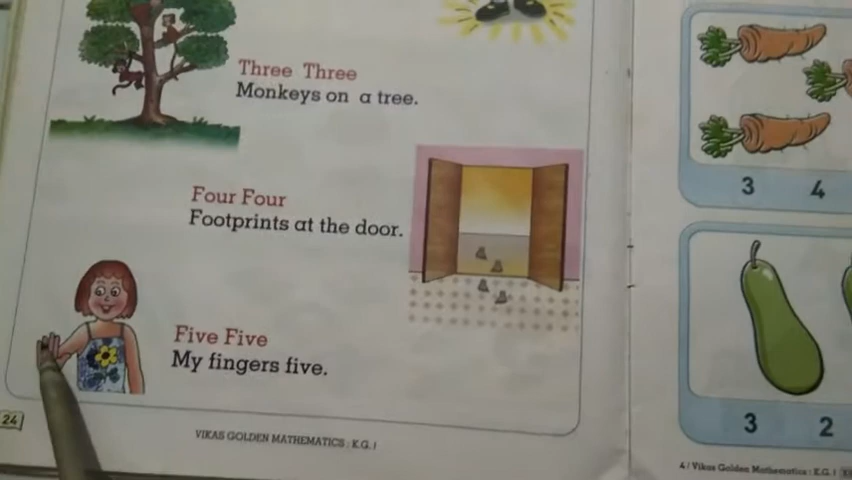 Three Three
Monkeys on a tree.
Four Four
Footprints at the door.
Five Five
My fingers five.
24
VIKAS GOLDEN MATHEMATICS : K.G. I
3 4
3 2
4 / Vikas Golden Mathematics : K.G. I